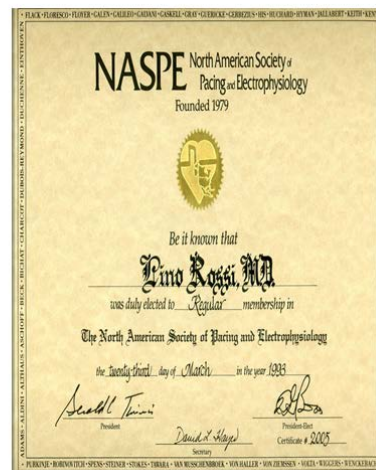 FLACK • FLORESCO • FLOYER • GALEN • GALILEO • GALVANI • GASKELL • GRAY • GUERICKE • GERBEZIUS • HIS • HUCHARD • HYMAN • JALLABERT • KEITH • KENT
ADAMS • ALDINI • ALTHAUS • ASCHOFF • BECK • BICHAT • CHARCOT • DUBOIS-REYMOND • DUCHENNE • EINTHOVEN
NASPE North American Society of
Pacing and Electrophysiology
Founded 1979
Be it known that
Lino Rossi, MD.
was duly elected to Regular membership in
The North American Society of Pacing and Electrophysiology
the twenty-third day of March in the year 1993
President
President-Elect
David L. Hayes
Secretary
Certificate # 2005
PURKINJE • ROBINOVITCH • SPENS • STEINER • STOKES • TAWARA • VAN MUSSCHENBROEK • VON HALLER • VON ZIEMSSEN • VOLTA • WIGGERS • WENCKEBACH